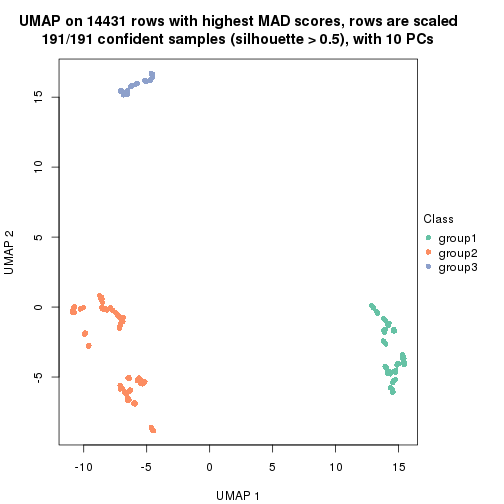 UMAP on 14431 rows with highest MAD scores, rows are scaled
191/191 confident samples (silhouette > 0.5), with 10 PCs
15
10
5
0
-5
UMAP 2
-10
-5
0
5
10
15
UMAP 1
Class
group1
group2
group3